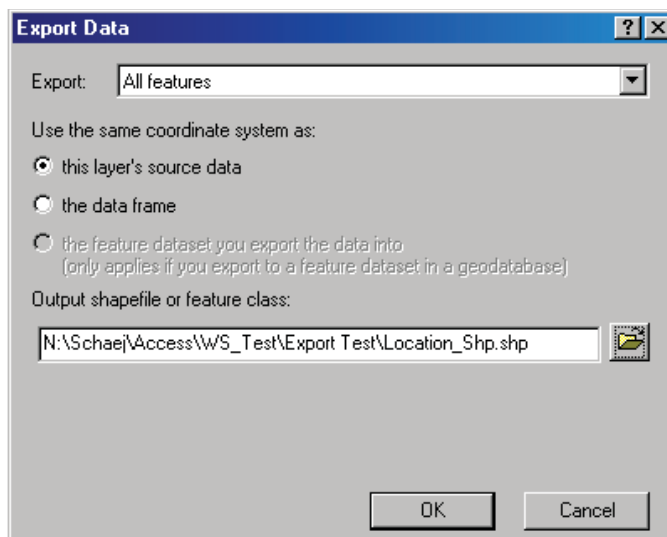 Export Data
Export: All features
Use the same coordinate system as:
this layer's source data
the data frame
the feature dataset you export the data into
(only applies if you export to a feature dataset in a geodatabase)
Output shapefile or feature class:
N:\Schaej\Access\WS_Test\Export Test\Location_Shp.shp
OK Cancel